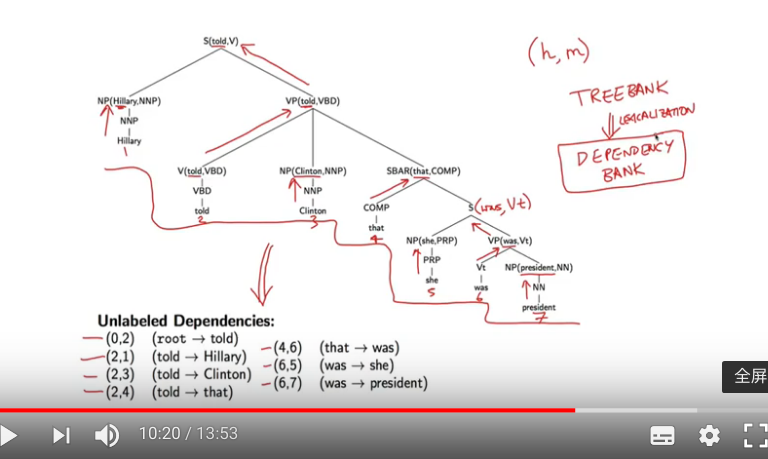 S(told,V)
(h,m)
NP(Hillary,NNP)
VP(told,VBD)
TREEBANK
LEXICALIZATION
NNP
Hillary
1
DEPENDENCY
BANK
V(told,VBD)
NP(Clinton,NNP)
SBAR(that,COMP)
VBD
NNP
COMP
S(was,Vt)
told
Clinton
2
3
that
4
NP(she,PRP)
VP(was,Vt)
PRP
Vt
NP(president,NN)
she
was
NN
5
6
president
7
Unlabeled Dependencies:
(0,2) (root → told)
(2,1) (told → Hillary)
(2,3) (told → Clinton)
(2,4) (told → that)
(4,6) (that → was)
(6,5) (was → she)
(6,7) (was → president)
全屏
10:20 / 13:53